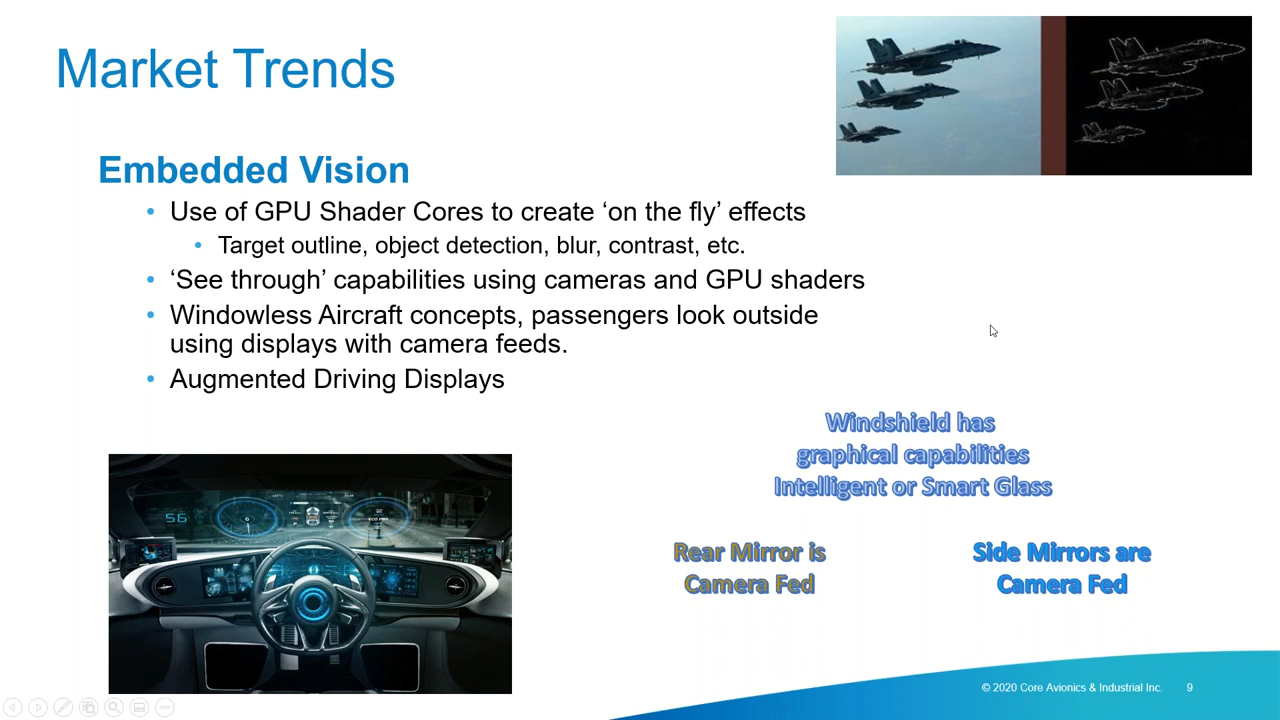 Market Trends
Embedded Vision
• Use of GPU Shader Cores to create ‘on the fly’ effects
• Target outline, object detection, blur, contrast, etc.
• ‘See through’ capabilities using cameras and GPU shaders
• Windowless Aircraft concepts, passengers look outside
using displays with camera feeds.
• Augmented Driving Displays
Windshield has
graphical capabilities
Intelligent or Smart Glass
Rear Mirror is
Camera Fed
Side Mirrors are
Camera Fed
56
© 2020 Core Avionics & Industrial Inc.
9